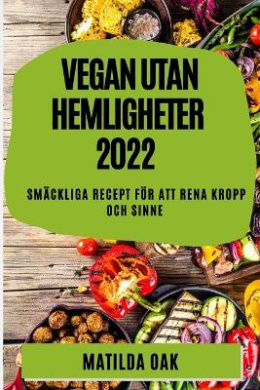 VEGAN UTAN
HEMLIGHETER
2022
SMÄCKLIGA RECEPT FÖR ATT RENA KROPP
OCH SINNE
MATILDA OAK